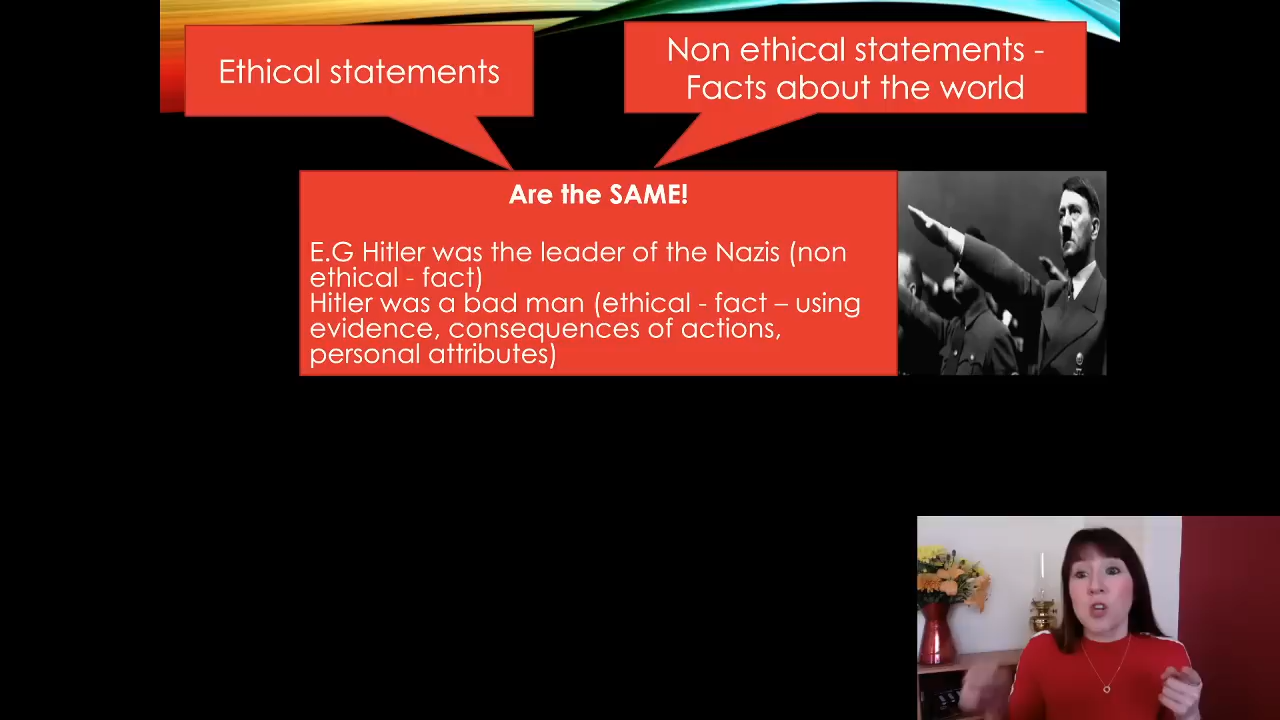 Ethical statements
Non ethical statements -
Facts about the world
Are the SAME!
E.G Hitler was the leader of the Nazis (non
ethical - fact)
Hitler was a bad man (ethical - fact – using
evidence, consequences of actions,
personal attributes)